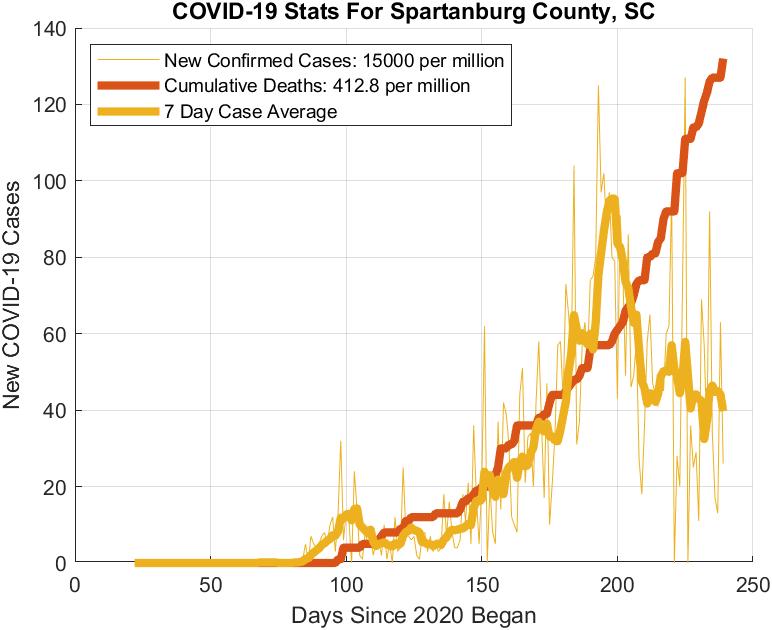 COVID-19 Stats For Spartanburg County, SC
New Confirmed Cases: 15000 per million
Cumulative Deaths: 412.8 per million
7 Day Case Average
New COVID-19 Cases
140
120
100
80
60
40
20
0
0 50 100 150 200 250
Days Since 2020 Began